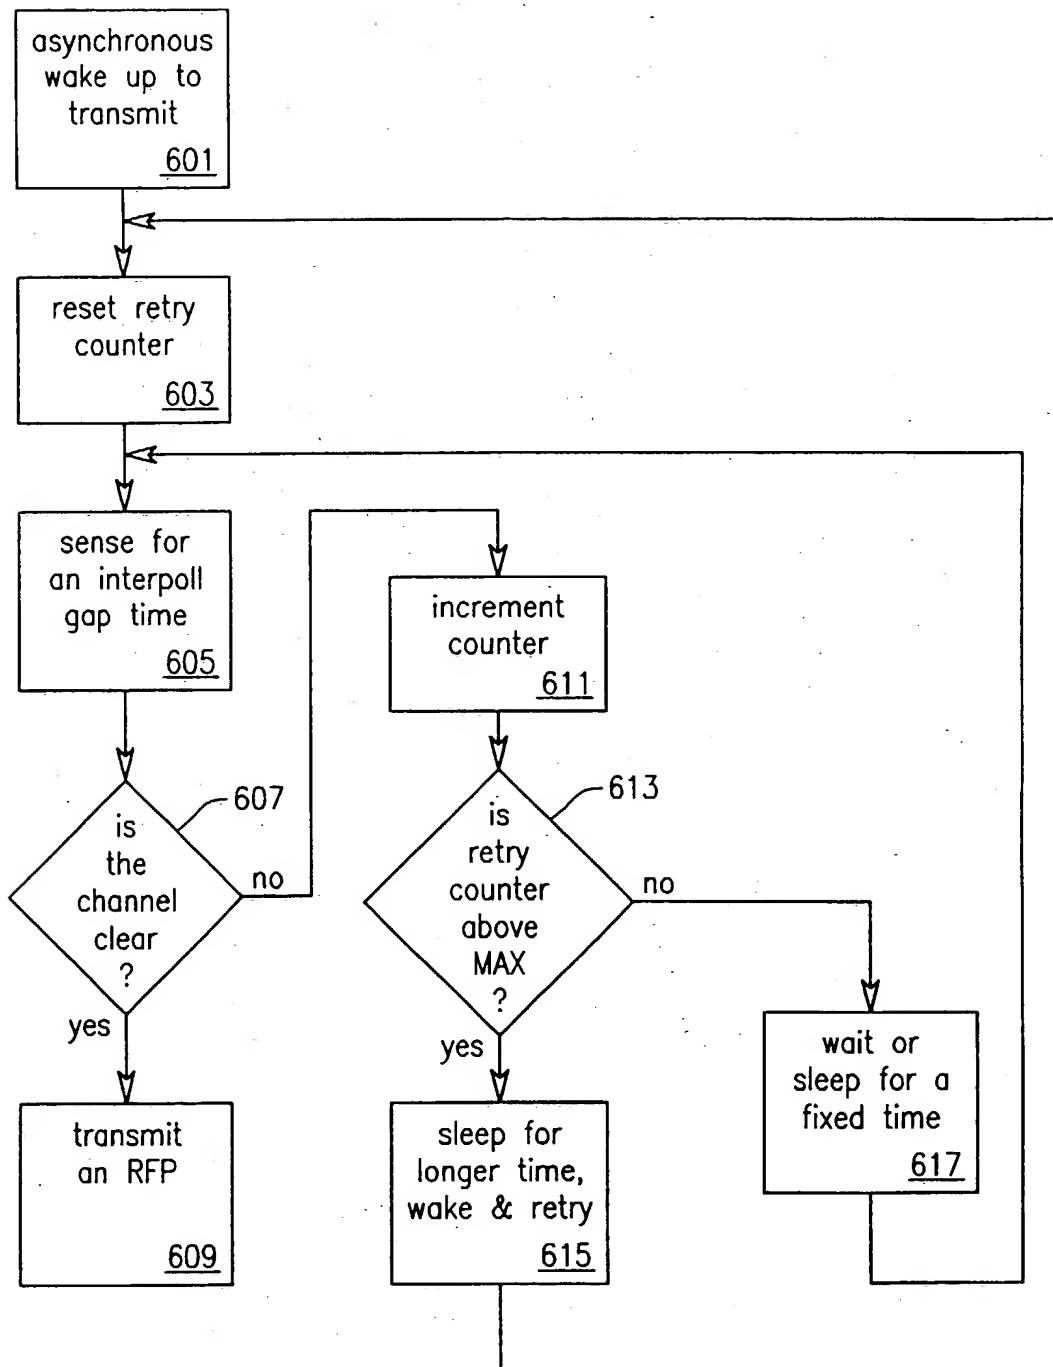 asynchronous
wake up to
transmit
601
reset retry
counter
603
sense for
an interpoll
gap time
605
607
is
the
channel
clear
?
no
yes
transmit
an RFP
609
increment
counter
611
613
is
retry
counter
above
MAX
?
no
yes
sleep for
longer time,
wake & retry
615
wait or
sleep for a
fixed time
617